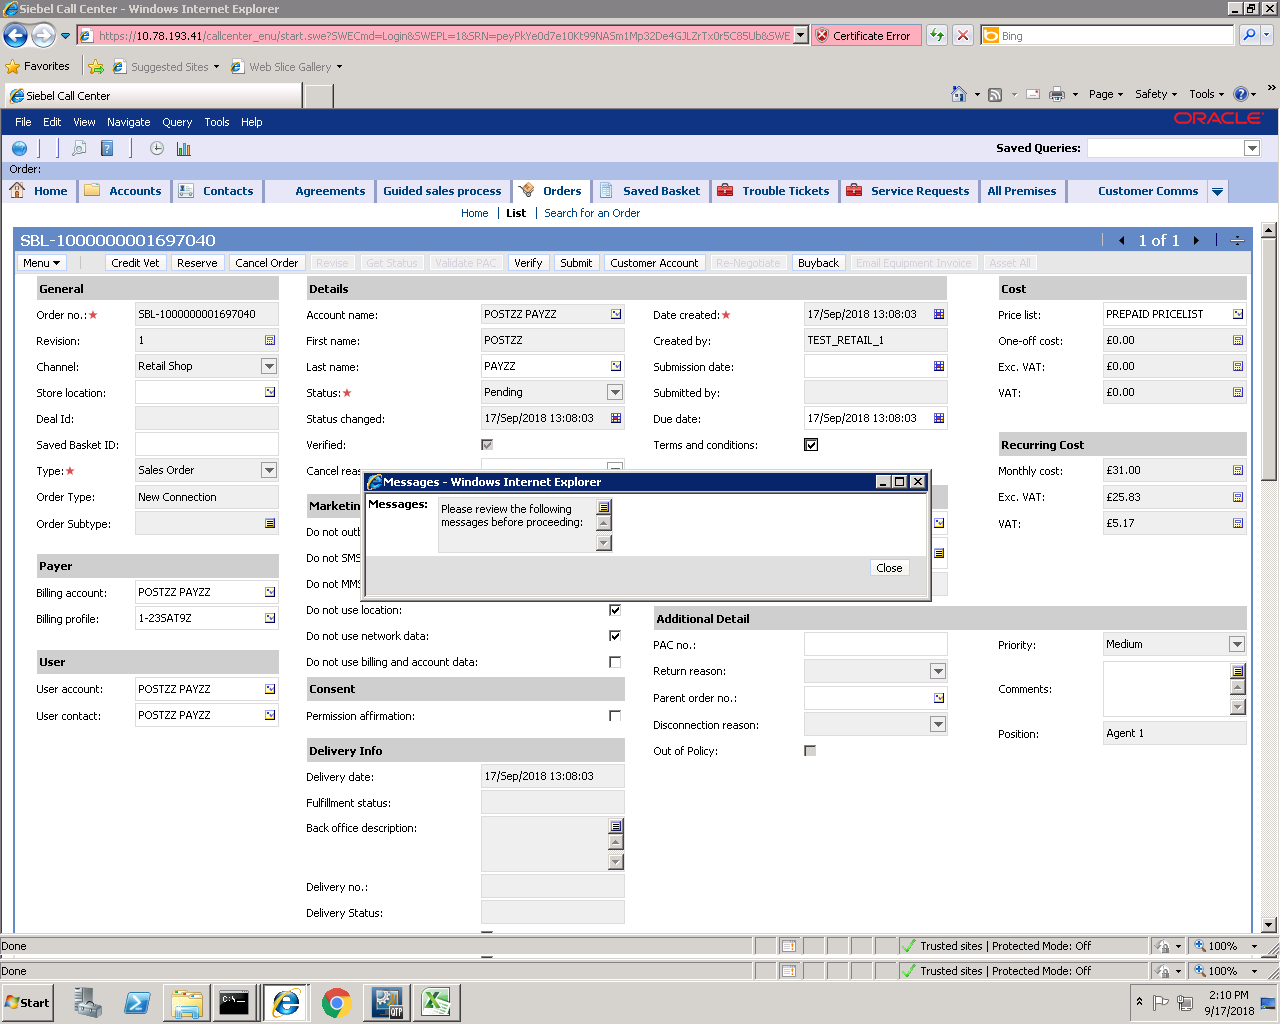 Siebel Call Center - Windows Internet Explorer
https://10.78.193.41/callcenter_enu/start.swe?SWECmd=Login&SWEPL=1&SRN=peyPkYe0d7e10Kt99NASm1Mp32De4GJLZrTx0r5C85Ub&SWE
Certificate Error
Bing
Favorites
Suggested Sites
Web Slice Gallery
Siebel Call Center
Page
Safety
Tools
File Edit View Navigate Query Tools Help
ORACLE
Saved Queries:
Order:
Home
Accounts
Contacts
Agreements
Guided sales process
Orders
Saved Basket
Trouble Tickets
Service Requests
All Premises
Customer Comms
Home | List | Search for an Order
SBL-1000000001697040
1 of 1
Menu
Credit Vet
Reserve
Cancel Order
Revise
Get Status
Validate PAC
Verify
Submit
Customer Account
Re-Negotiate
Buyback
Email Equipment Invoice
Asset All
General
Order no.:★ SBL-1000000001697040
Revision: 1
Channel: Retail Shop
Store location:
Deal Id:
Saved Basket ID:
Type:★ Sales Order
Order Type: New Connection
Order Subtype:
Payer
Billing account: POSTZZ PAYZZ
Billing profile: 1-23SAT9Z
User
User account: POSTZZ PAYZZ
User contact: POSTZZ PAYZZ
Details
Account name: POSTZZ PAYZZ
First name: POSTZZ
Last name: PAYZZ
Status:★ Pending
Status changed: 17/Sep/2018 13:08:03
Verified:
Cancel reas
Date created:★ 17/Sep/2018 13:08:03
Created by: TEST_RETAIL_1
Submission date:
Submitted by:
Due date: 17/Sep/2018 13:08:03
Terms and conditions:
Cost
Price list: PREPAID PRICELIST
One-off cost: £0.00
Exc. VAT: £0.00
VAT: £0.00
Recurring Cost
Monthly cost: £31.00
Exc. VAT: £25.83
VAT: £5.17
Messages - Windows Internet Explorer
Messages:
Please review the following
messages before proceeding:
Close
Marketin
Do not outb
Do not SMS
Do not MMS
Do not use location:
Do not use network data:
Do not use billing and account data:
Consent
Permission affirmation:
Delivery Info
Delivery date: 17/Sep/2018 13:08:03
Fulfillment status:
Back office description:
Delivery no.:
Delivery Status:
Additional Detail
PAC no.:
Return reason:
Parent order no.:
Disconnection reason:
Out of Policy:
Priority: Medium
Comments:
Position: Agent 1
Done
Trusted sites | Protected Mode: Off
100%
Done
Trusted sites | Protected Mode: Off
100%
Start
C:\
QTP
2:10 PM
9/17/2018